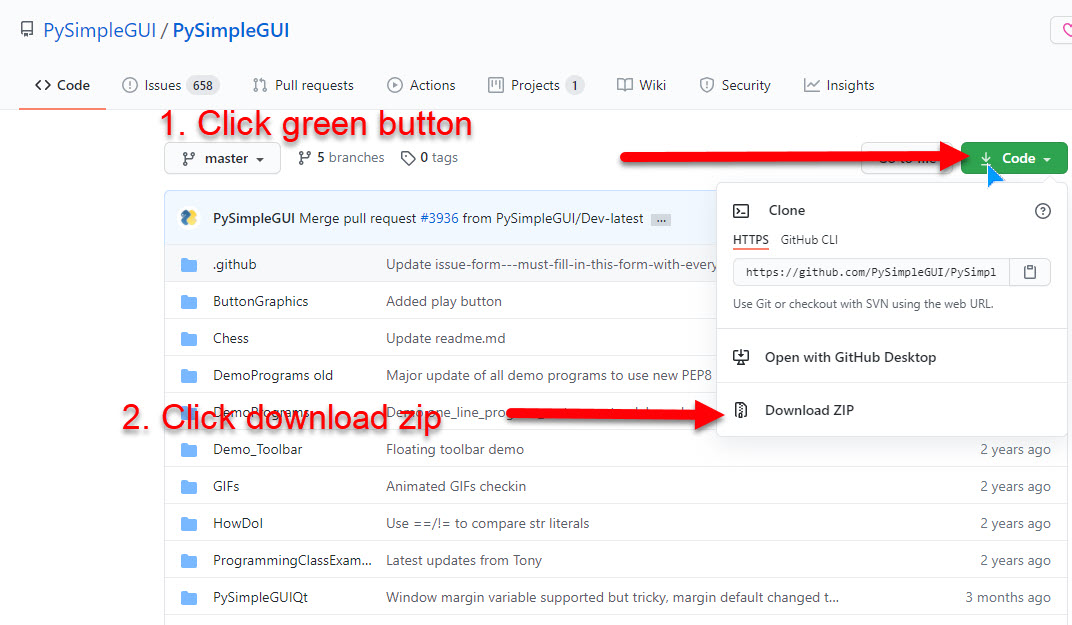 PySimpleGUI / PySimpleGUI
Code Issues 658 Pull requests Actions Projects 1 Wiki Security Insights
1. Click green button
master 5 branches 0 tags Code
PySimpleGUI Merge pull request #3936 from PySimpleGUI/Dev-latest ...
Clone
HTTPS GitHub CLI
.github Update issue-form---must-fill-in-this-form-with-every
https://github.com/PySimpleGUI/PySimpl
ButtonGraphics Added play button
Use Git or checkout with SVN using the web URL.
Chess Update readme.md
Open with GitHub Desktop
DemoPrograms old Major update of all demo programs to use new PEP8
2. Click download zip
DemoPrograms
Download ZIP
Demo_Toolbar Floating toolbar demo 2 years ago
GIFs Animated GIFs checkin 2 years ago
HowDoI Use ==/!= to compare str literals 2 years ago
ProgrammingClassExam... Latest updates from Tony 2 years ago
PySimpleGUIQt Window margin variable supported but tricky, margin default changed t... 3 months ago